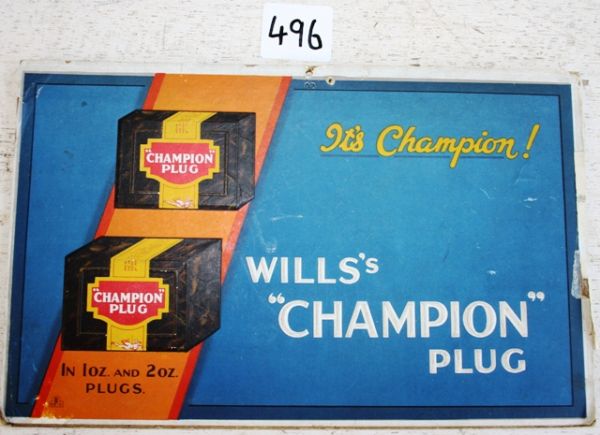 496
It's Champion!
"CHAMPION"
PLUG
"CHAMPION"
PLUG
WILLS's
"CHAMPION"
PLUG
IN 1OZ. AND 2OZ.
PLUGS.